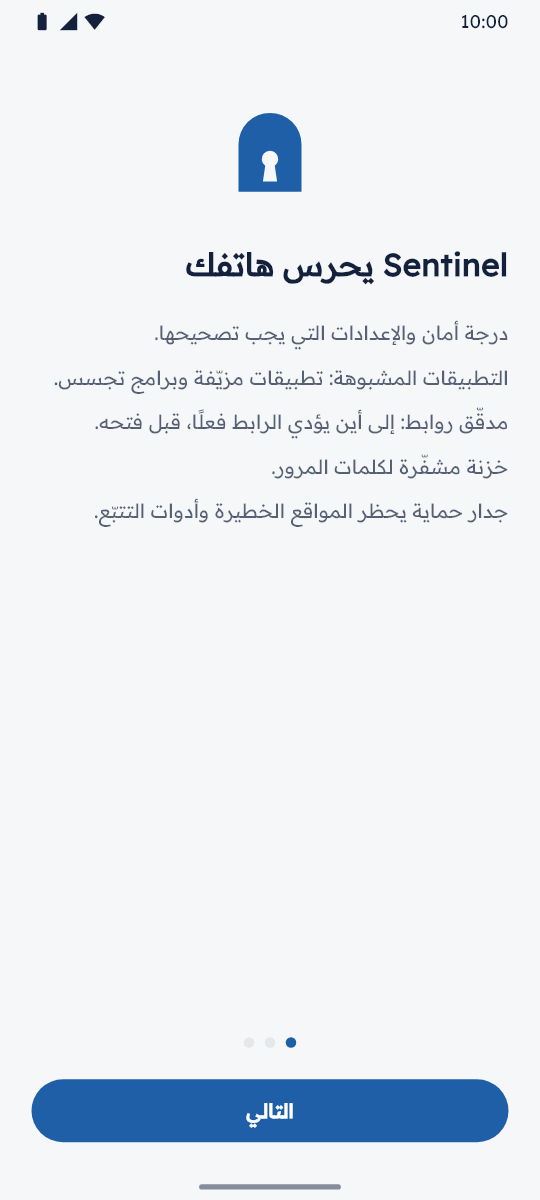 10:00
Sentinel يحرس هاتفك
درجة أمان والإعدادات التي يجب تصحيحها.
التطبيقات المشبوهة: تطبيقات مزيّفة وبرامج تجسس.
مدقّق روابط: إلى أين يؤدي الرابط فعلًا، قبل فتحه.
خزنة مشفّرة لكلمات المرور.
جدار حماية يحظر المواقع الخطيرة وأدوات التتبّع.
التالي